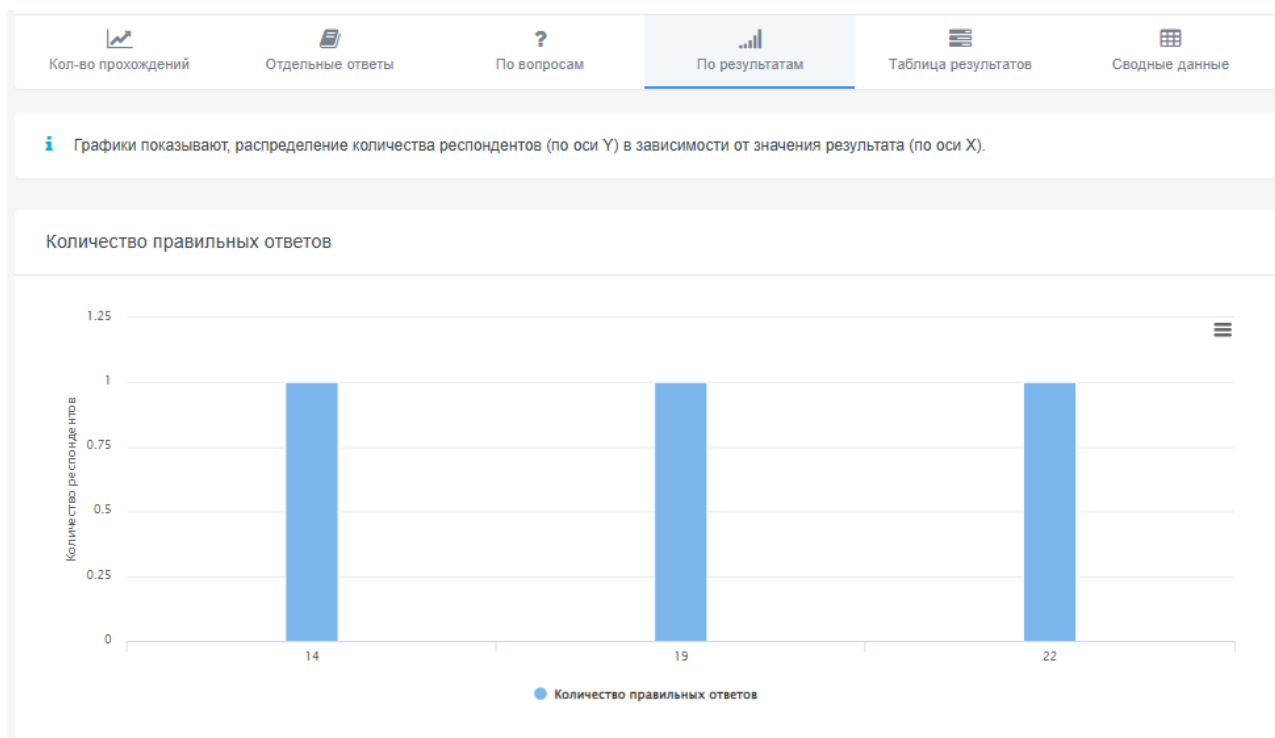 Кол-во прохождений
Отдельные ответы
По вопросам
По результатам
Таблица результатов
Сводные данные
Графики показывают, распределение количества респондентов (по оси Y) в зависимости от значения результата (по оси X).
Количество правильных ответов
1.25
1
0.75
0.5
0.25
0
Количество респондентов
14
19
22
Количество правильных ответов